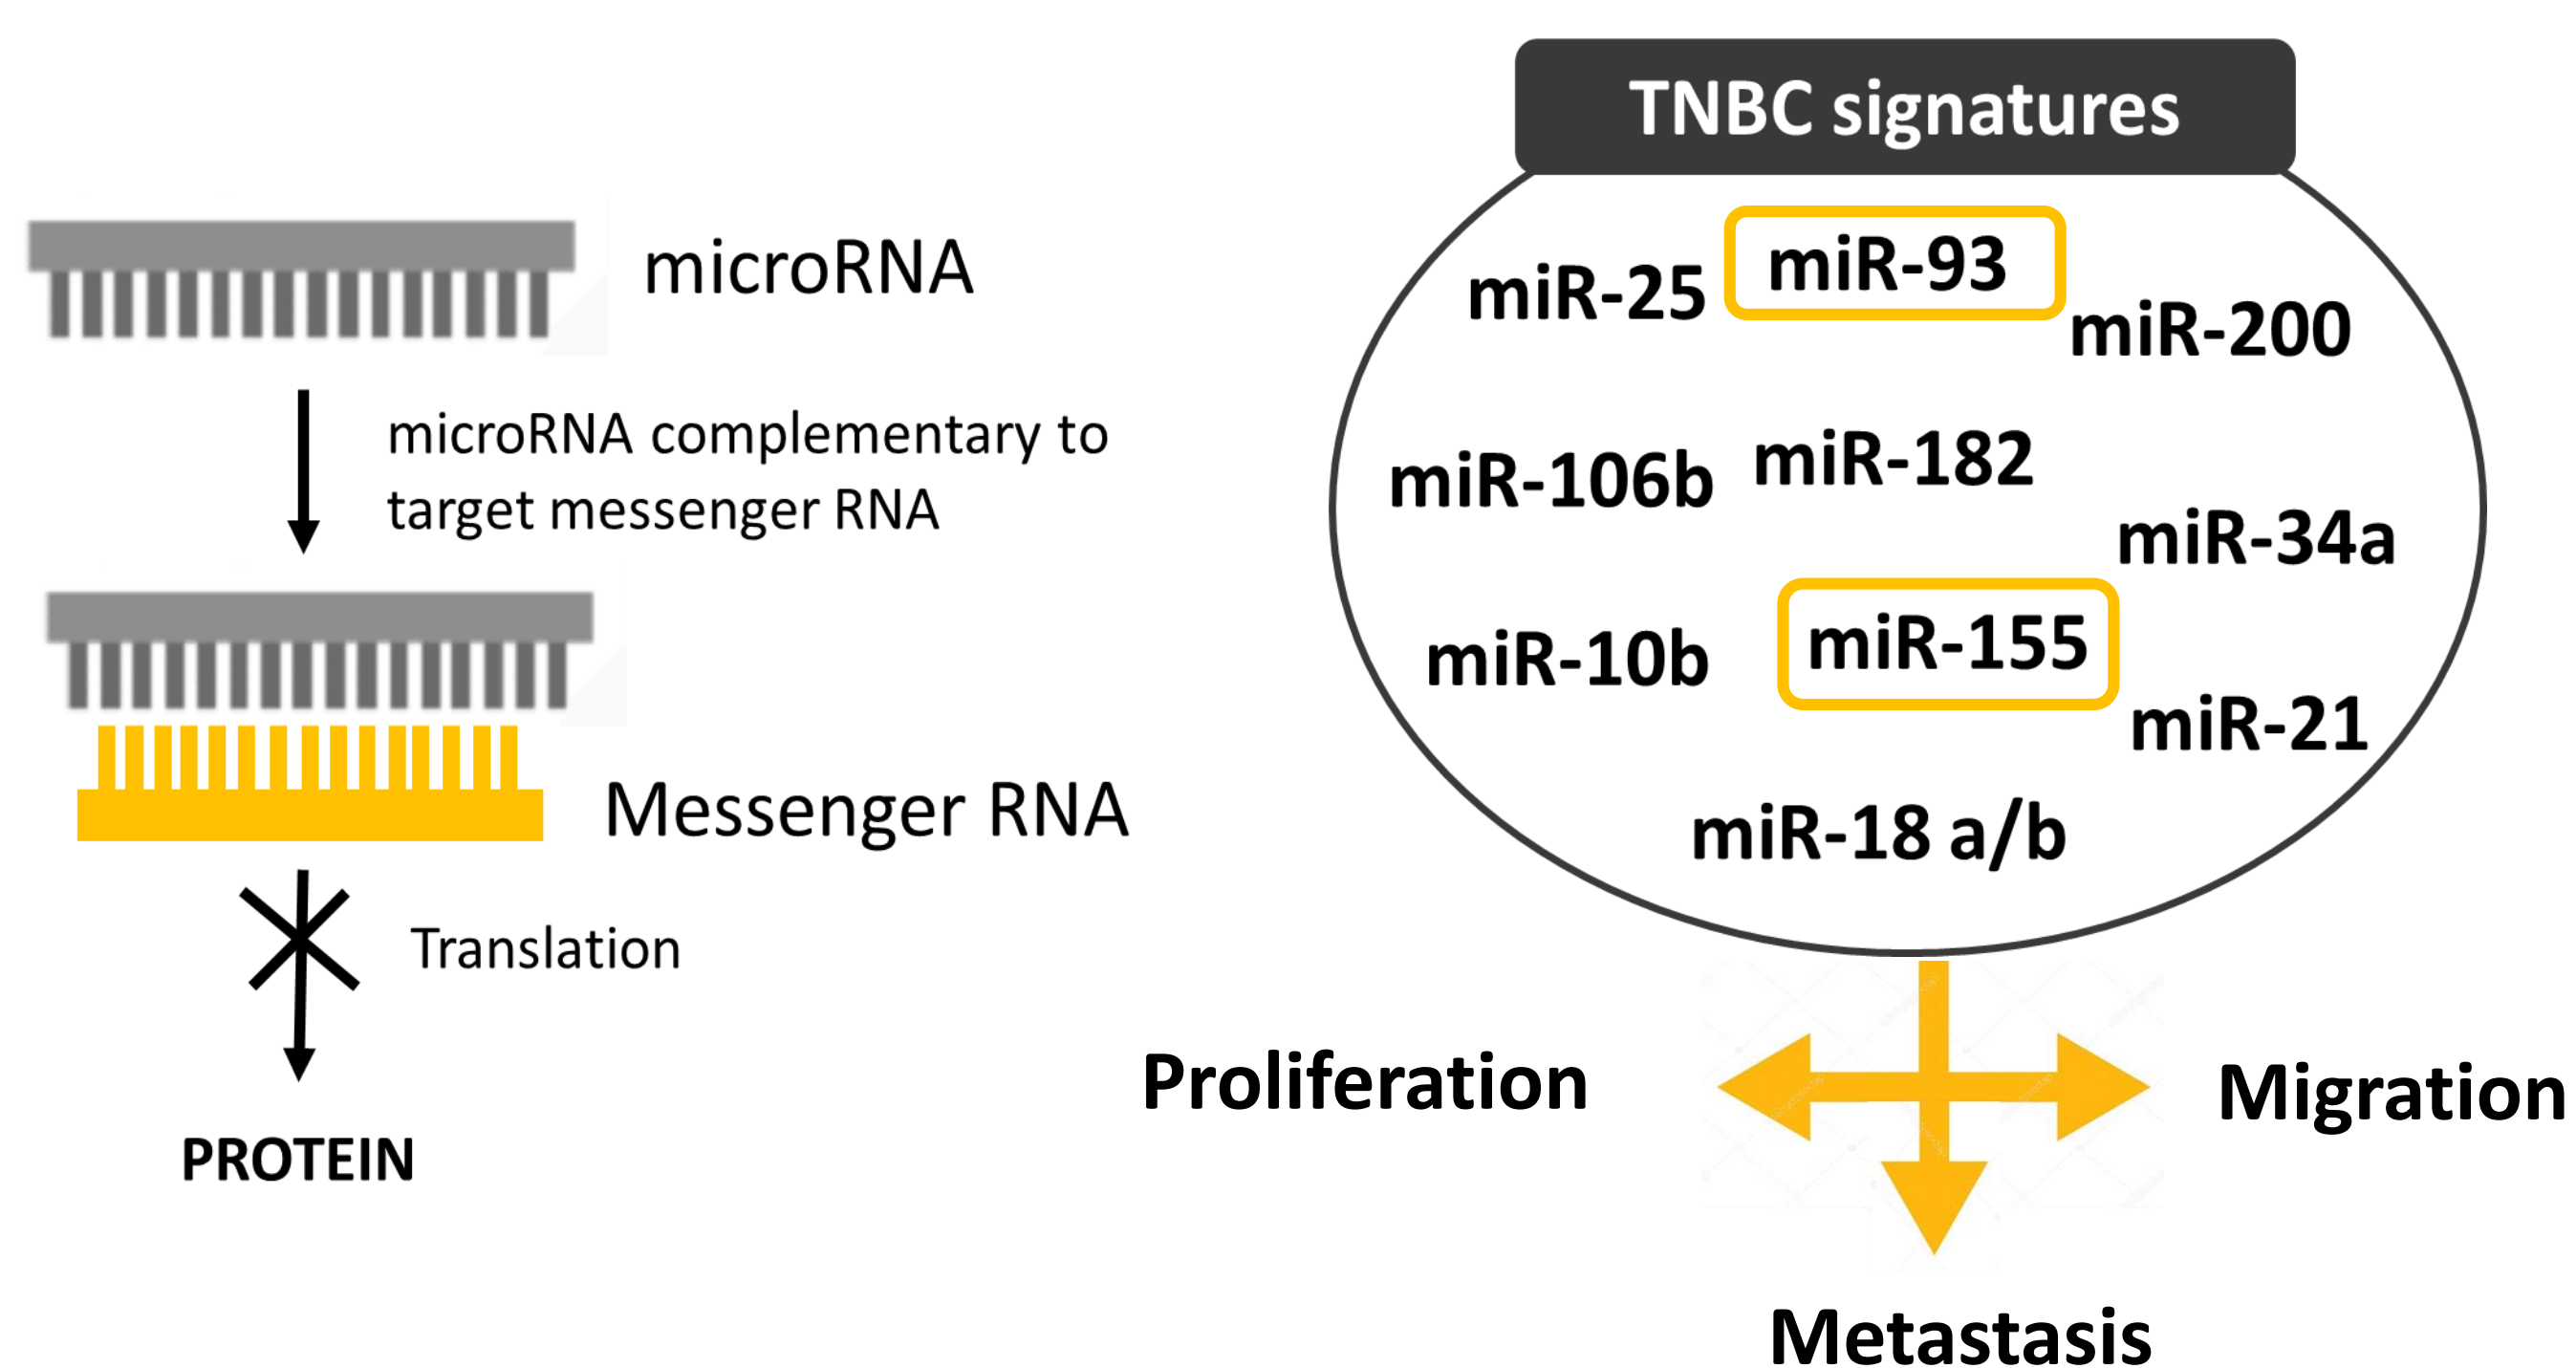 microRNA
microRNA complementary to
target messenger RNA
Messenger RNA
Translation
PROTEIN
TNBC signatures
miR-25
miR-93
miR-200
miR-106b
miR-182
miR-34a
miR-10b
miR-155
miR-21
miR-18 a/b
Proliferation
Migration
Metastasis